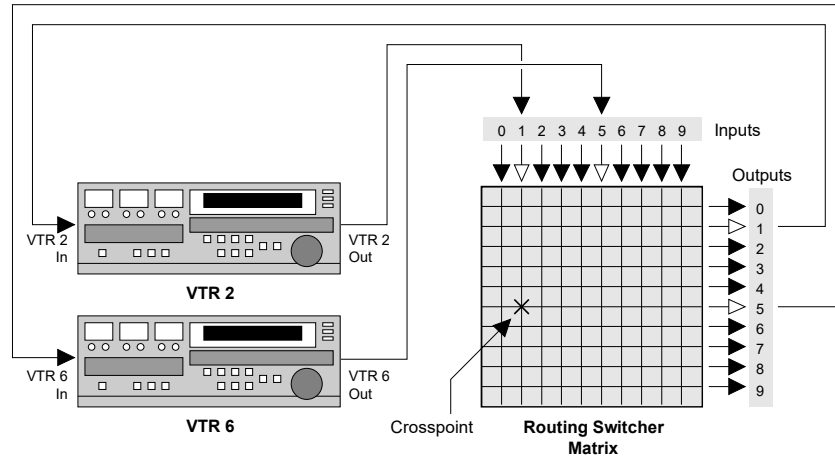 0 1 2 3 4 5 6 7 8 9
Inputs
Outputs
0
1
2
3
4
5
6
7
8
9
VTR 2
In
VTR 2
Out
VTR 2
VTR 6
In
VTR 6
Out
VTR 6
Crosspoint
Routing Switcher
Matrix